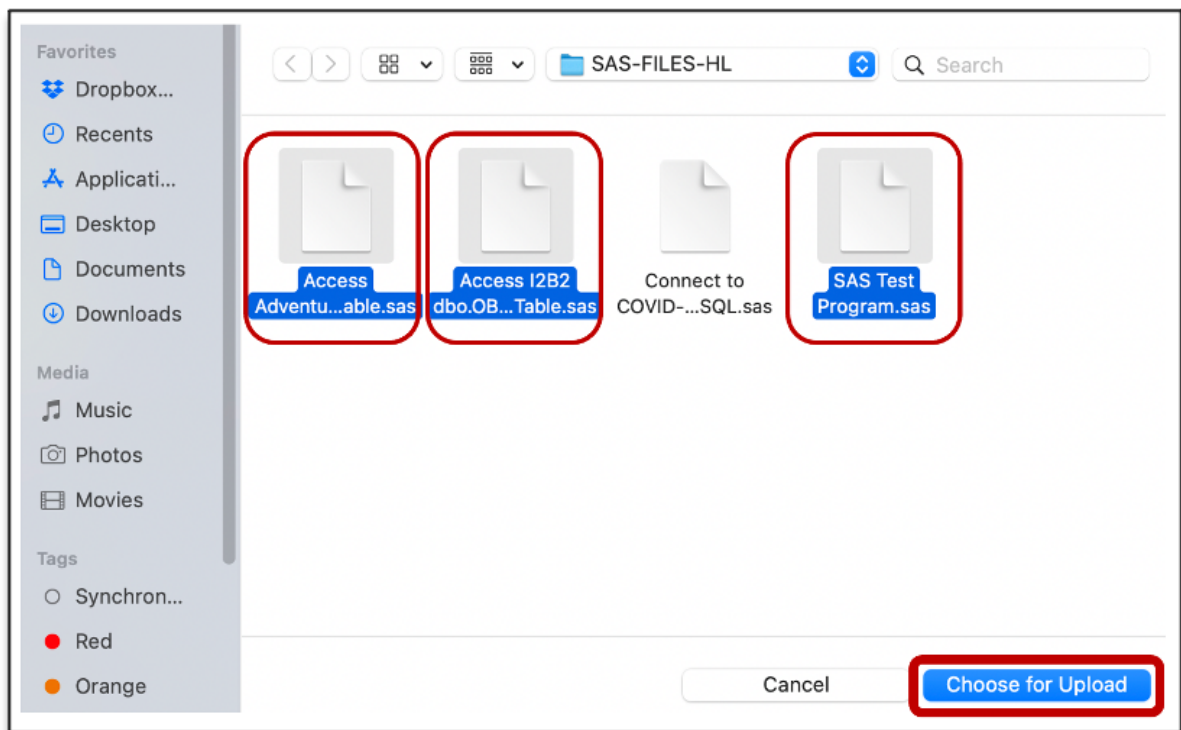 Favorites
Dropbox...
Recents
Applicati...
Desktop
Documents
Downloads
Media
Music
Photos
Movies
Tags
Synchron...
Red
Orange
SAS-FILES-HL
Search
Access
Adventu...able.sas
Access I2B2
dbo.OB...Table.sas
Connect to
COVID-...SQL.sas
SAS Test
Program.sas
Cancel
Choose for Upload